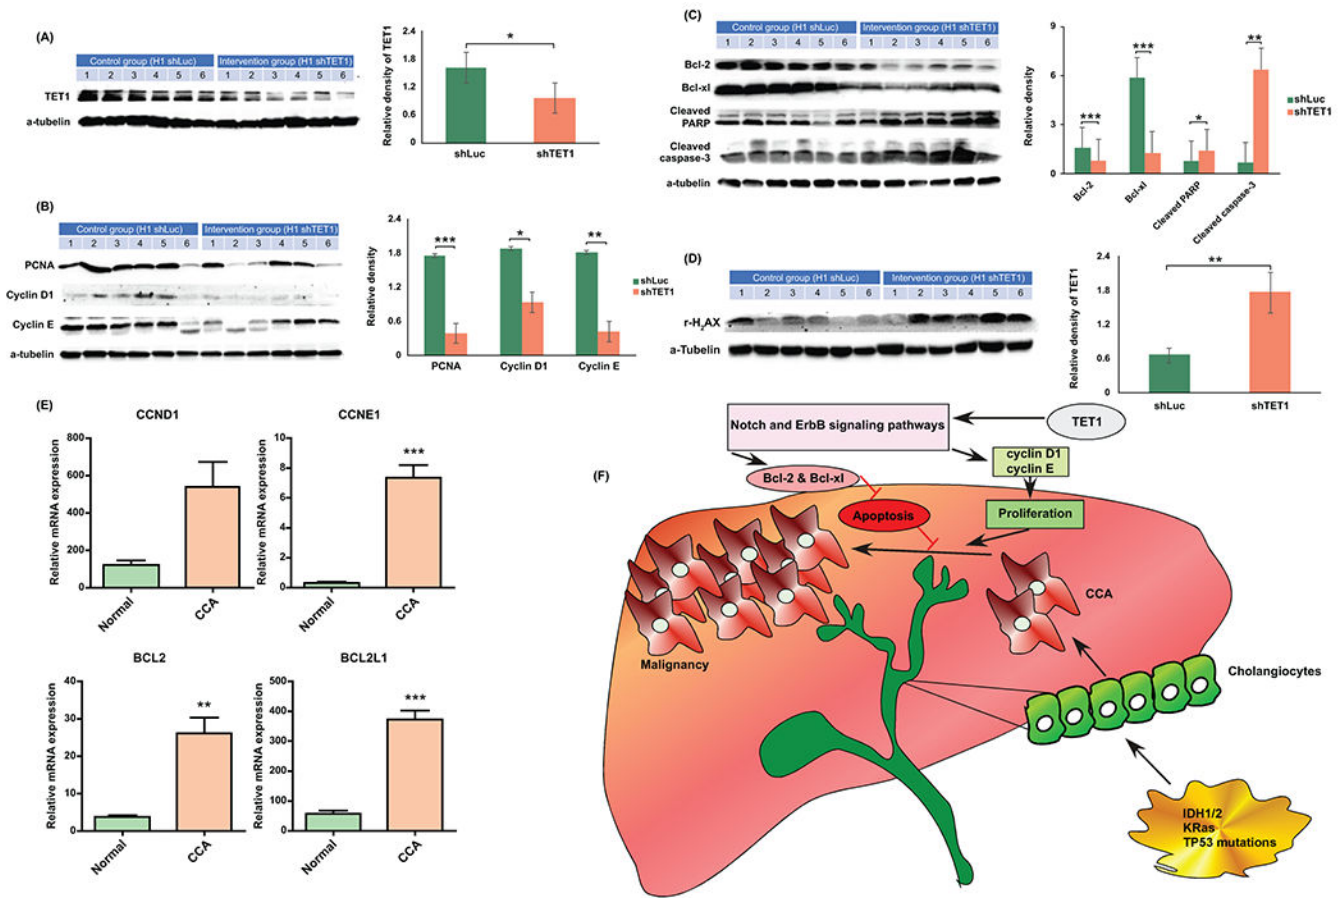 (A)
Control group (H1 shLuc) Intervention group (H1 shTET1)
1 2 3 4 5 6 1 2 3 4 5 6
TET1
a-tubelin
Relative density of TET1
2.4
1.8
1.2
0.6
0
*
shLuc shTET1
(B)
Control group (H1 shLuc) Intervention group (H1 shTET1)
1 2 3 4 5 6 1 2 3 4 5 6
PCNA
Cyclin D1
Cyclin E
a-tubelin
Relative density
2.4
1.8
1.2
0.6
0
*** * **
shLuc
shTET1
PCNA Cyclin D1 Cyclin E
(C)
Control group (H1 shLuc) Intervention group (H1 shTET1)
1 2 3 4 5 6 1 2 3 4 5 6
Bcl-2
Bcl-xl
Cleaved
PARP
Cleaved
caspase-3
a-tubelin
Relative density
9
6
3
0
*** *** * **
shLuc
shTET1
Bcl-2
Bcl-xl
Cleaved PARP
Cleaved caspase-3
(D)
Control group (H1 shLuc) Intervention group (H1 shTET1)
1 2 3 4 5 6 1 2 3 4 5 6
r-H2AX
a-Tubelin
Relative density of TET1
2.4
1.8
1.2
0.6
0
**
shLuc shTET1
(E)
CCND1
Relative mRNA expression
800
600
400
200
0
Normal
CCA
CCNE1
Relative mRNA expression
10
8
6
4
2
0
***
Normal
CCA
BCL2
Relative mRNA expression
40
30
20
10
0
**
Normal
CCA
BCL2L1
Relative mRNA expression
500
400
300
200
100
0
***
Normal
CCA
(F)
Notch and ErbB signaling pathways
TET1
cyclin D1
cyclin E
Bcl-2 & Bcl-xl
Apoptosis
Proliferation
CCA
Malignancy
Cholangiocytes
IDH1/2
KRas
TP53 mutations